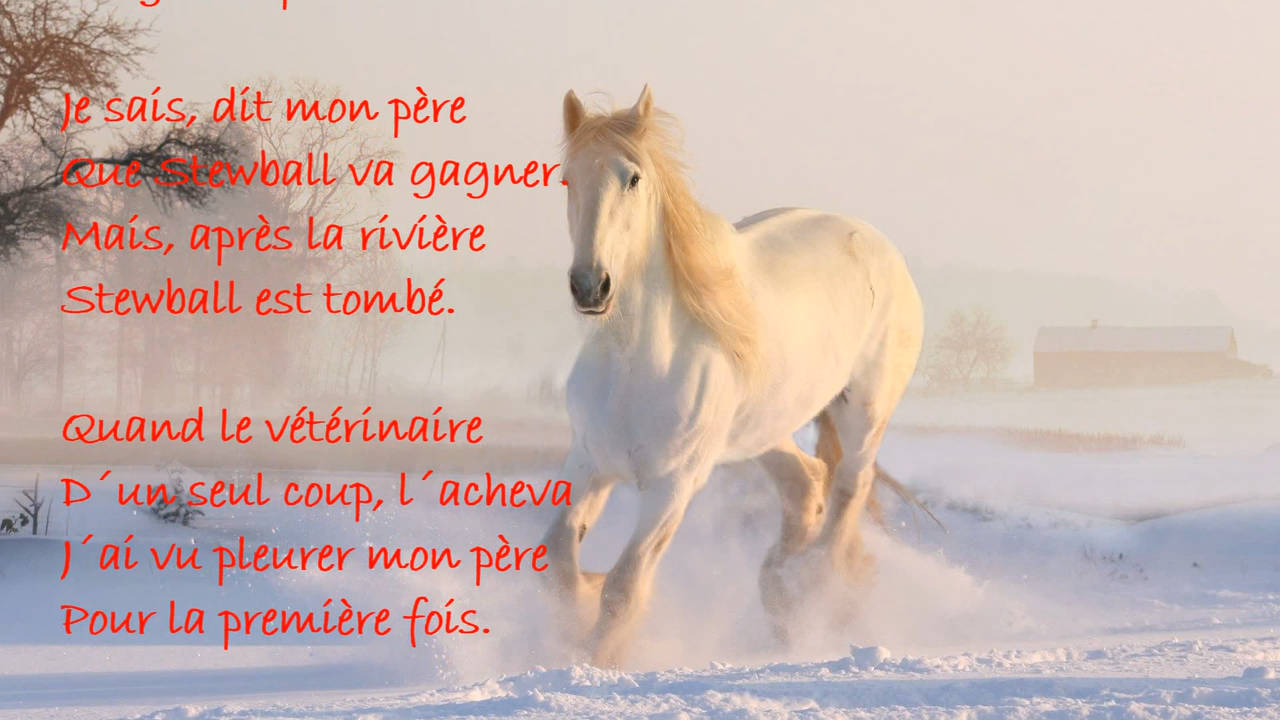 Je sais, dit mon père
Que Stewball va gagner.
Mais, après la rivière
Stewball est tombé.
Quand le vétérinaire
D´un seul coup, l´acheva
J´ai vu pleurer mon père
Pour la première fois.